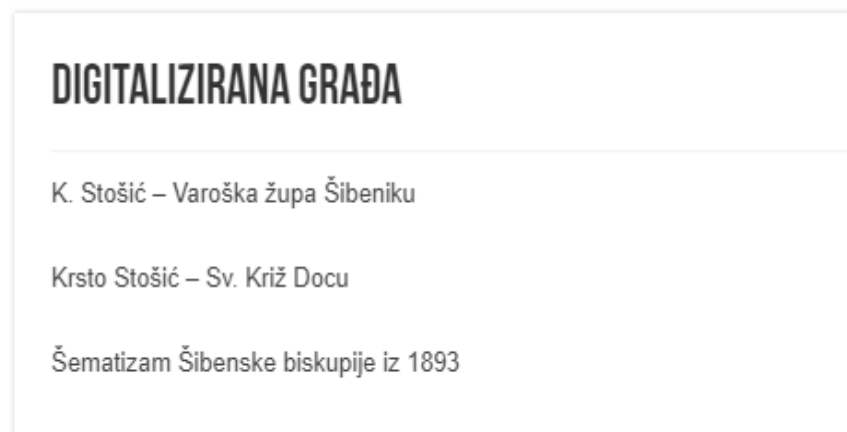 DIGITALIZIRANA GRAĐA
K. Stošić – Varoška župa Šibeniku
Krsto Stošić – Sv. Križ Docu
Šematizam Šibenske biskupije iz 1893